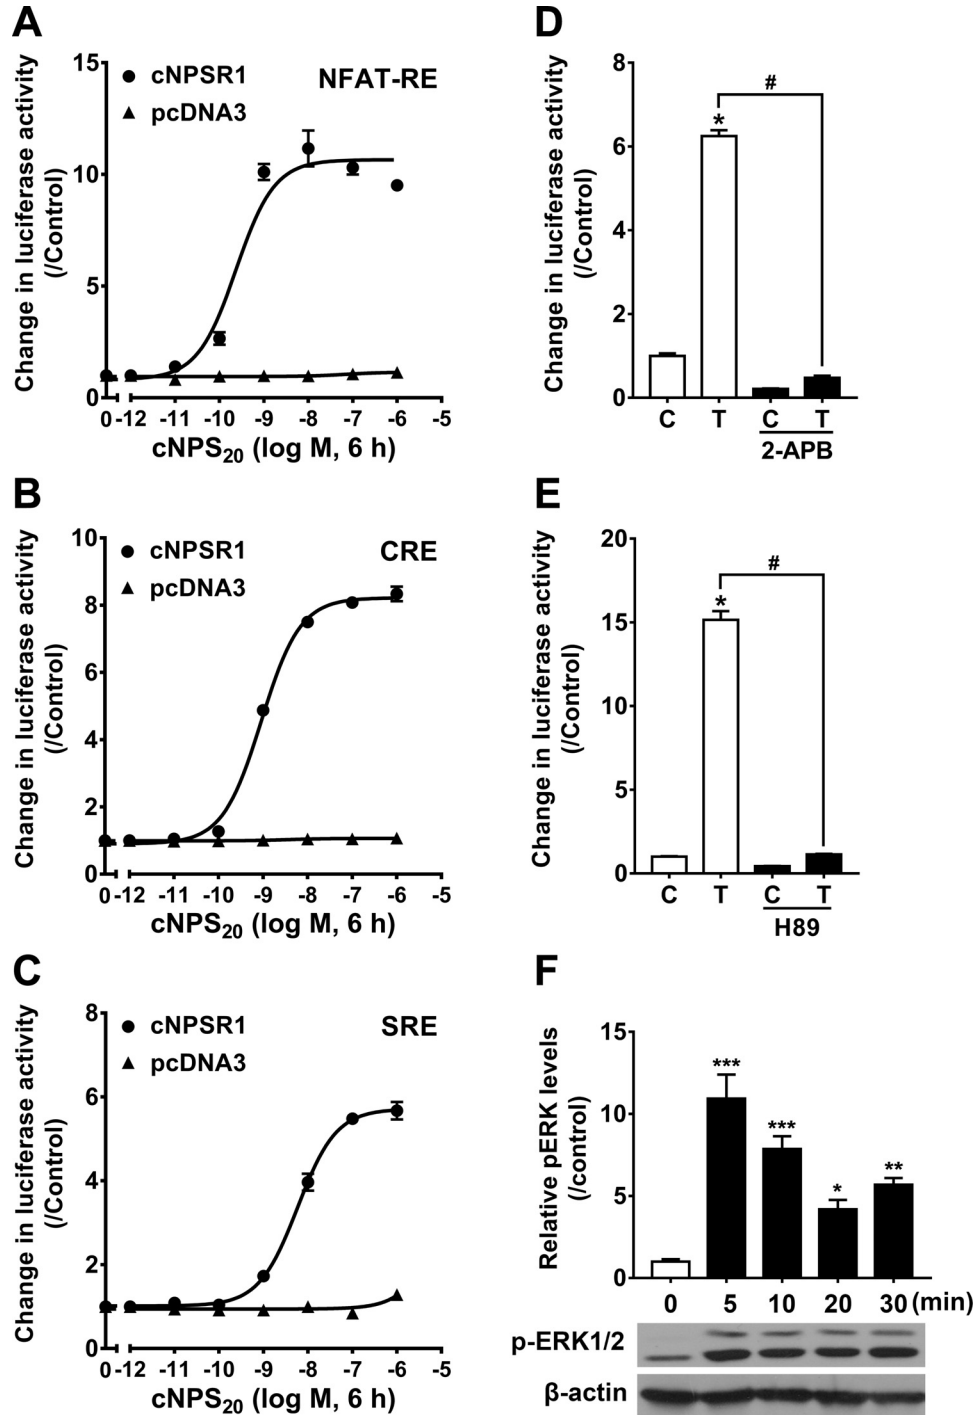 A
Change in luciferase activity
(/Control)
15
10
5
0
cNPSR1
pcDNA3
NFAT-RE
0 -12 -11 -10 -9 -8 -7 -6 -5
cNPS20 (log M, 6 h)
B
Change in luciferase activity
(/Control)
10
8
6
4
2
0
cNPSR1
pcDNA3
CRE
0 -12 -11 -10 -9 -8 -7 -6 -5
cNPS20 (log M, 6 h)
C
Change in luciferase activity
(/Control)
8
6
4
2
0
cNPSR1
pcDNA3
SRE
0 -12 -11 -10 -9 -8 -7 -6 -5
cNPS20 (log M, 6 h)
D
Change in luciferase activity
(/Control)
8
6
4
2
0
#
*
C T C T
2-APB
E
Change in luciferase activity
(/Control)
20
15
10
5
0
#
*
C T C T
H89
F
Relative pERK levels
(/control)
15
10
5
0
***
***
*
**
0 5 10 20 30 (min)
p-ERK1/2
β-actin